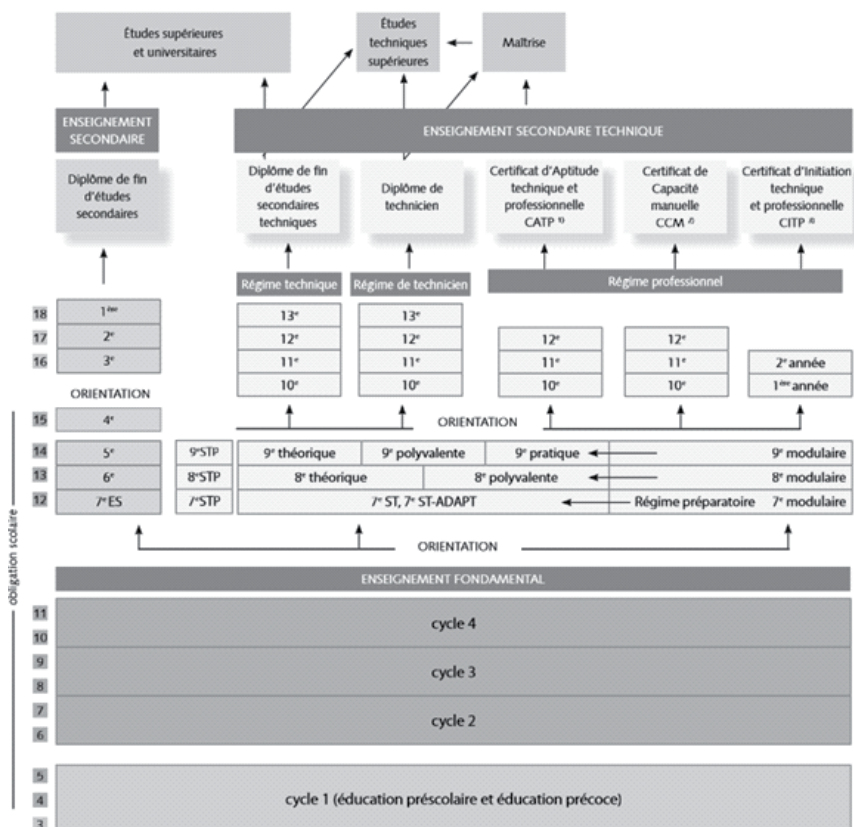 Études supérieures
et universitaires
Études
techniques
supérieures
Maîtrise
ENSEIGNEMENT
SECONDAIRE
ENSEIGNEMENT SECONDAIRE TECHNIQUE
Diplôme de fin
d'études
secondaires
Diplôme de fin
d'études
secondaires
techniques
Diplôme de
technicien
Certificat d'Aptitude
technique et
professionnelle
CATP 1)
Certificat de
Capacité
manuelle
CCM 2)
Certificat d'Initiation
technique
et professionnelle
CITP
Régime technique
Régime de technicien
Régime professionnel
18
1ère
13e
13e
17
2e
12e
12e
12e
12e
16
3e
11e
11e
11e
11e
2e année
10e
10e
10e
10e
1ère année
ORIENTATION
15
4e
ORIENTATION
14
5e
9eSTP
9e théorique
9e polyvalente
9e pratique
9e modulaire
13
6e
8eSTP
8e théorique
8e polyvalente
8e modulaire
12
7e ES
7eSTP
7e ST, 7e ST-ADAPT
Régime préparatoire
7e modulaire
ORIENTATION
obligation scolaire
ENSEIGNEMENT FONDAMENTAL
11
10
cycle 4
9
8
cycle 3
7
6
cycle 2
5
4
3
cycle 1 (éducation préscolaire et éducation précoce)